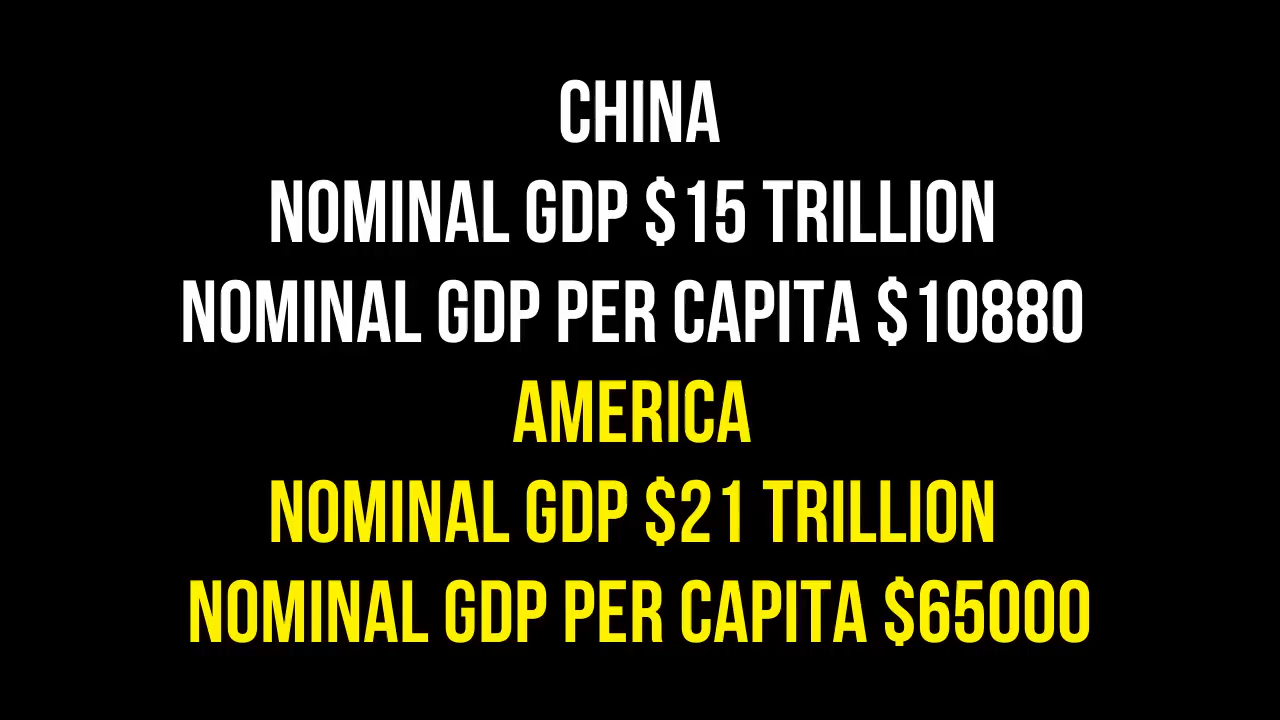 CHINA
NOMINAL GDP $15 TRILLION
NOMINAL GDP PER CAPITA $10880
AMERICA
NOMINAL GDP $21 TRILLION
NOMINAL GDP PER CAPITA $65000